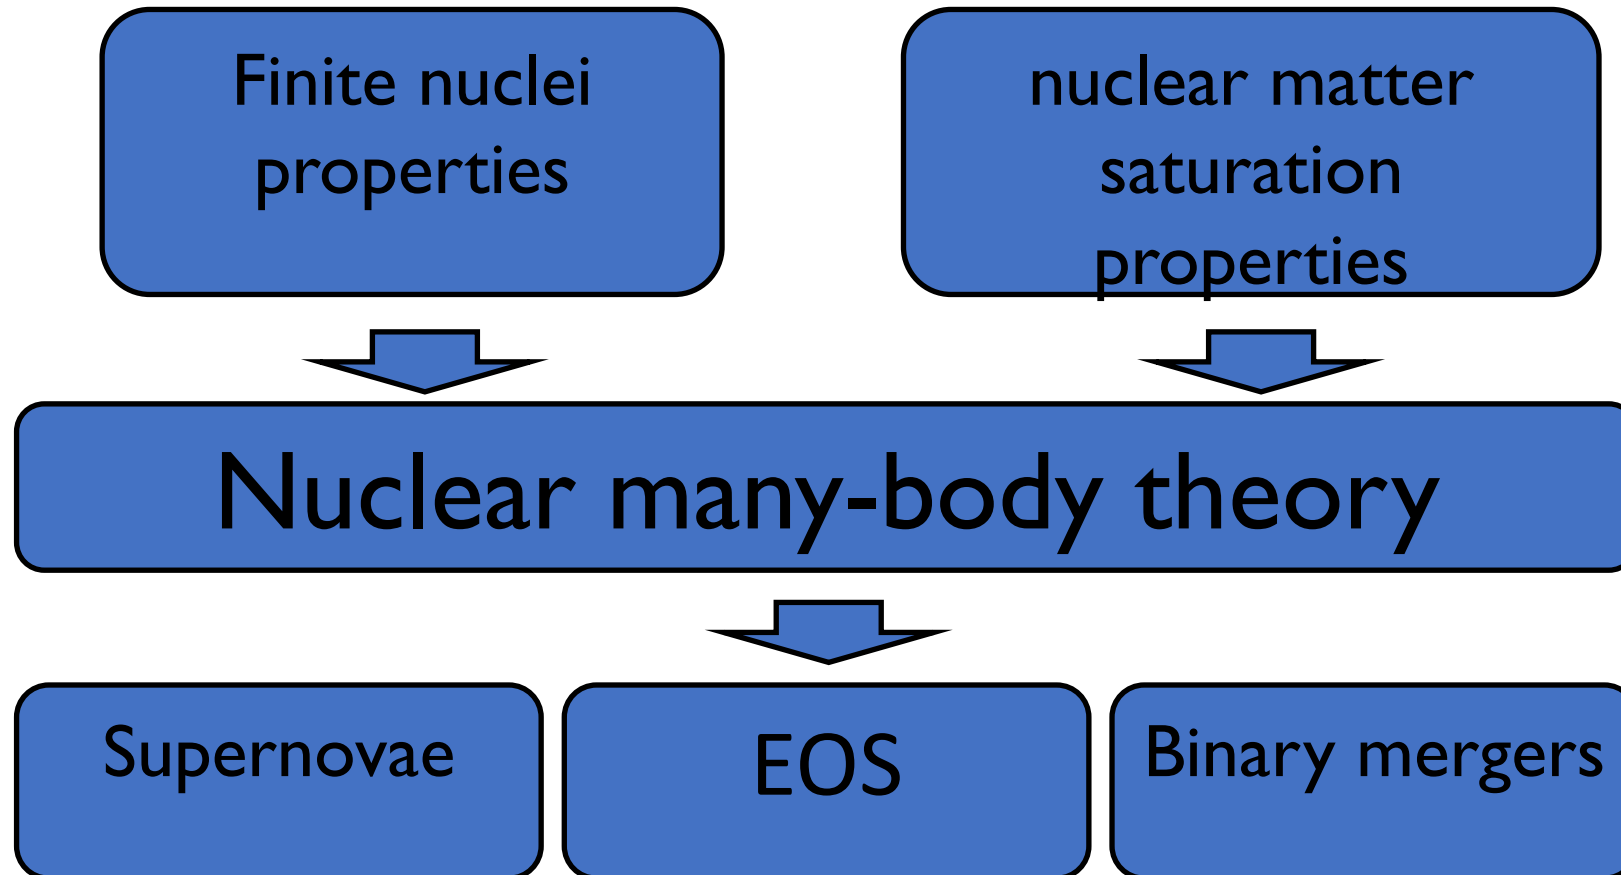 Finite nuclei
properties
nuclear matter
saturation
properties
Nuclear many-body theory
Supernovae
EOS
Binary mergers